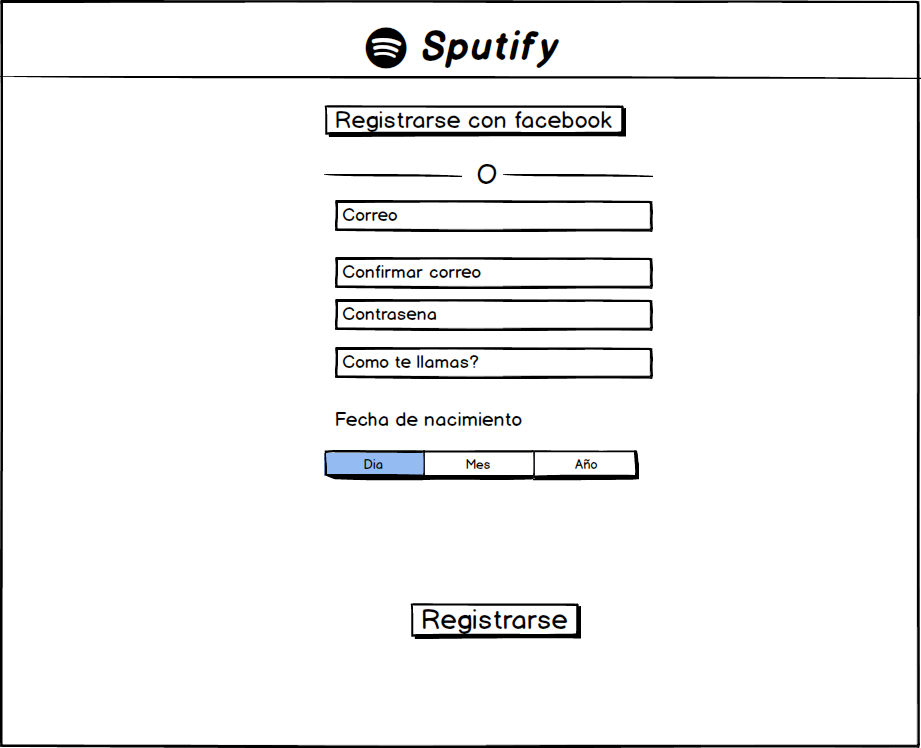 Sputify
Registrarse con facebook
O
Correo
Confirmar correo
Contrasena
Como te llamas?
Fecha de nacimiento
Dia Mes Año
Registrarse